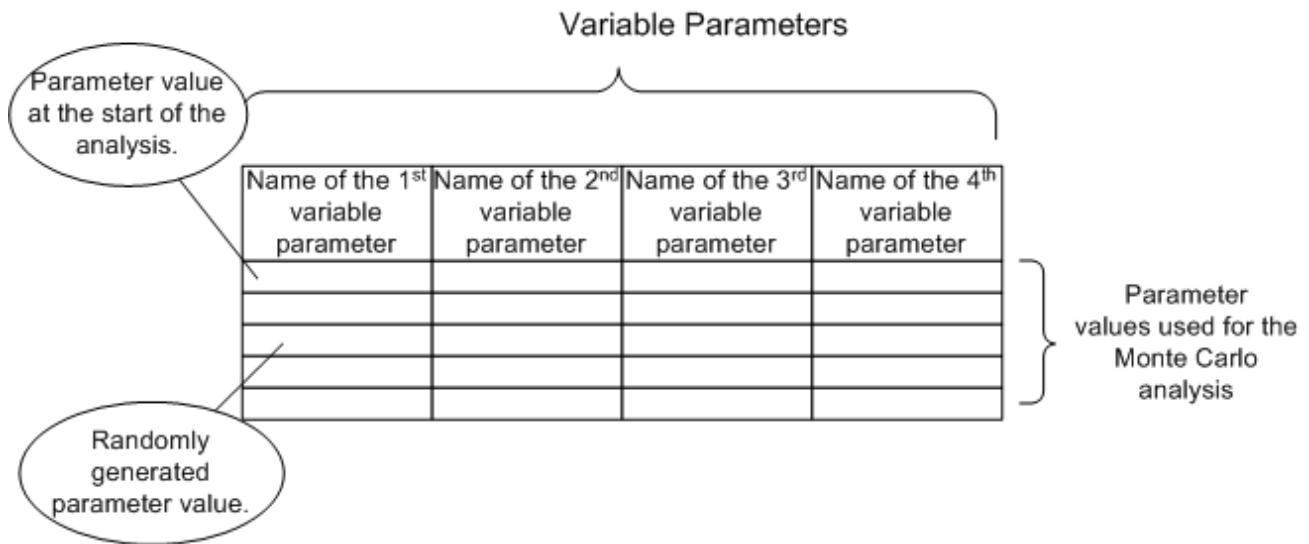 Variable Parameters
Parameter value
at the start of the
analysis.
Name of the 1st
variable
parameter
Name of the 2nd
variable
parameter
Name of the 3rd
variable
parameter
Name of the 4th
variable
parameter
Parameter
values used for the
Monte Carlo
analysis
Randomly
generated
parameter value.